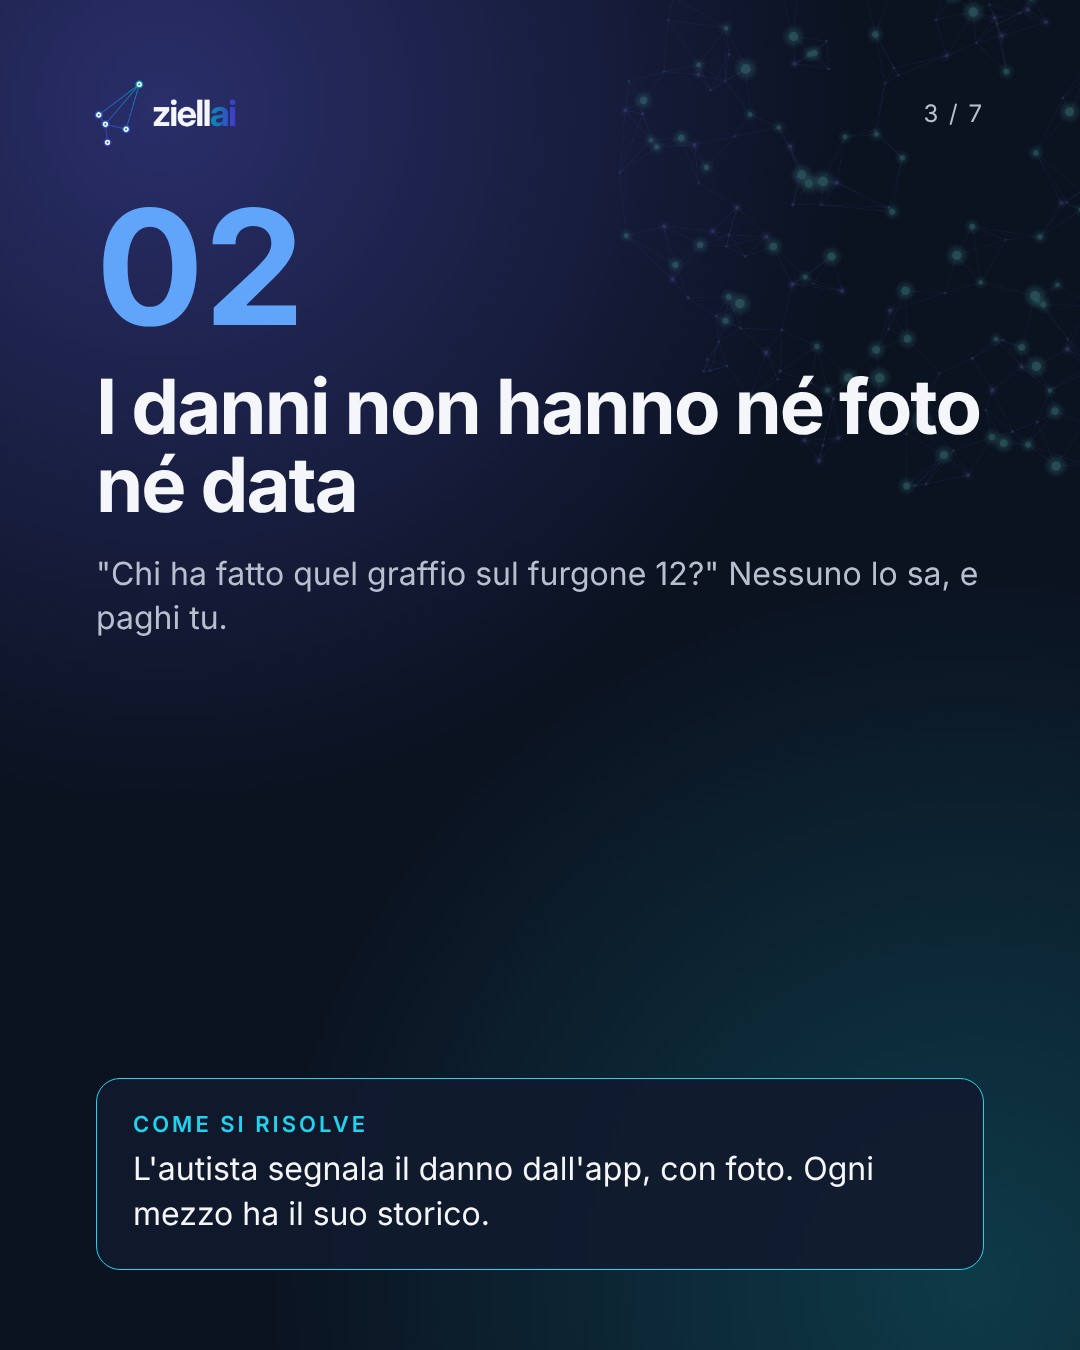 ziellai
3 / 7
02
I danni non hanno né foto
né data
"Chi ha fatto quel graffio sul furgone 12?" Nessuno lo sa, e
paghi tu.
COME SI RISOLVE
L'autista segnala il danno dall'app, con foto. Ogni
mezzo ha il suo storico.